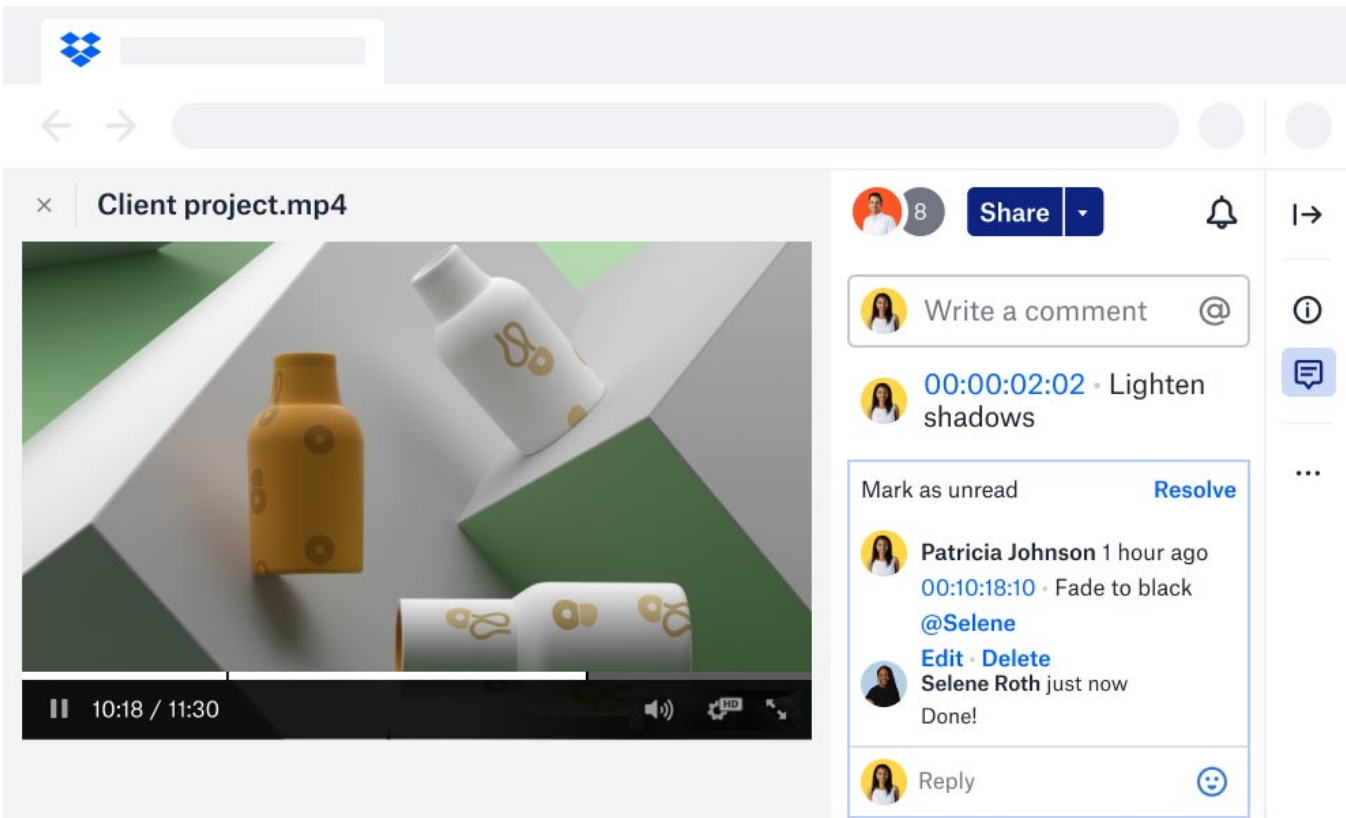 Client project.mp4
8
Share
Write a comment @
00:00:02:02 • Lighten
shadows
Mark as unread Resolve
Patricia Johnson 1 hour ago
00:10:18:10 • Fade to black
@Selene
Edit • Delete
Selene Roth just now
Done!
Reply
10:18 / 11:30
HD